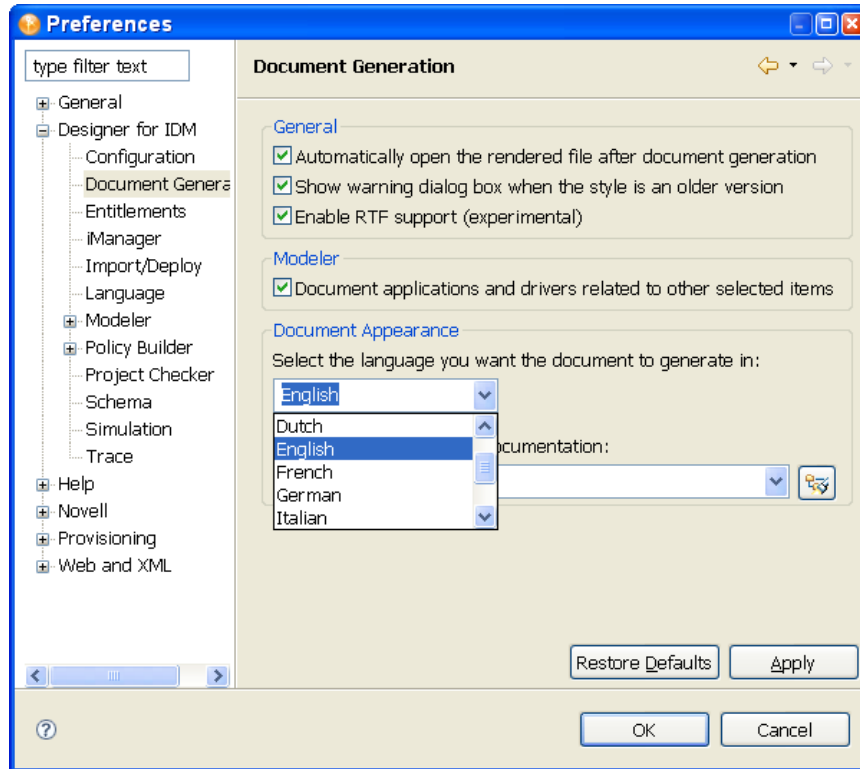 Preferences
type filter text
General
Designer for IDM
Configuration
Document Genera
Entitlements
iManager
Import/Deploy
Language
Modeler
Policy Builder
Project Checker
Schema
Simulation
Trace
Help
Novell
Provisioning
Web and XML
Document Generation
General
Automatically open the rendered file after document generation
Show warning dialog box when the style is an older version
Enable RTF support (experimental)
Modeler
Document applications and drivers related to other selected items
Document Appearance
Select the language you want the document to generate in:
English
Dutch
English
French
German
Italian
ocumentation:
Restore Defaults
Apply
?
OK
Cancel